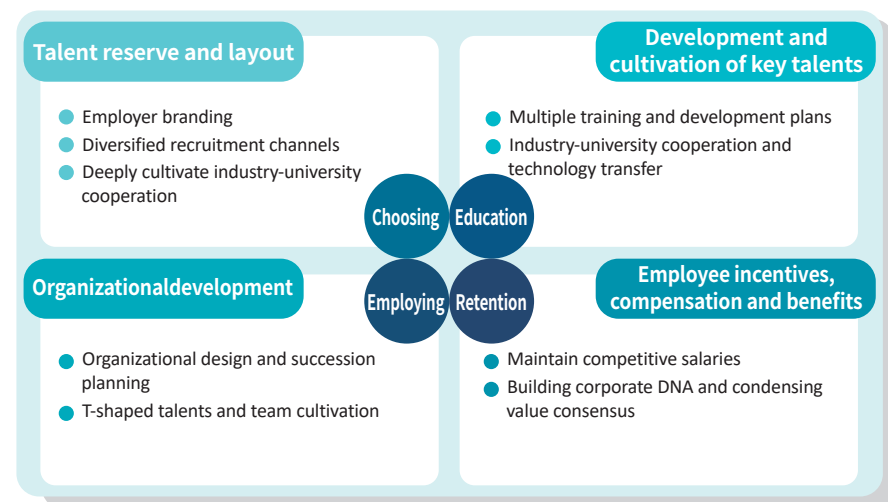 Talent reserve and layout
Employer branding
Diversified recruitment channels
Deeply cultivate industry-university
cooperation
Development and
cultivation of key talents
Multiple training and development plans
Industry-university cooperation and
technology transfer
Choosing
Education
Employing
Retention
Organizationaldevelopment
Organizational design and succession
planning
T-shaped talents and team cultivation
Employee incentives,
compensation and benefits
Maintain competitive salaries
Building corporate DNA and condensing
value consensus